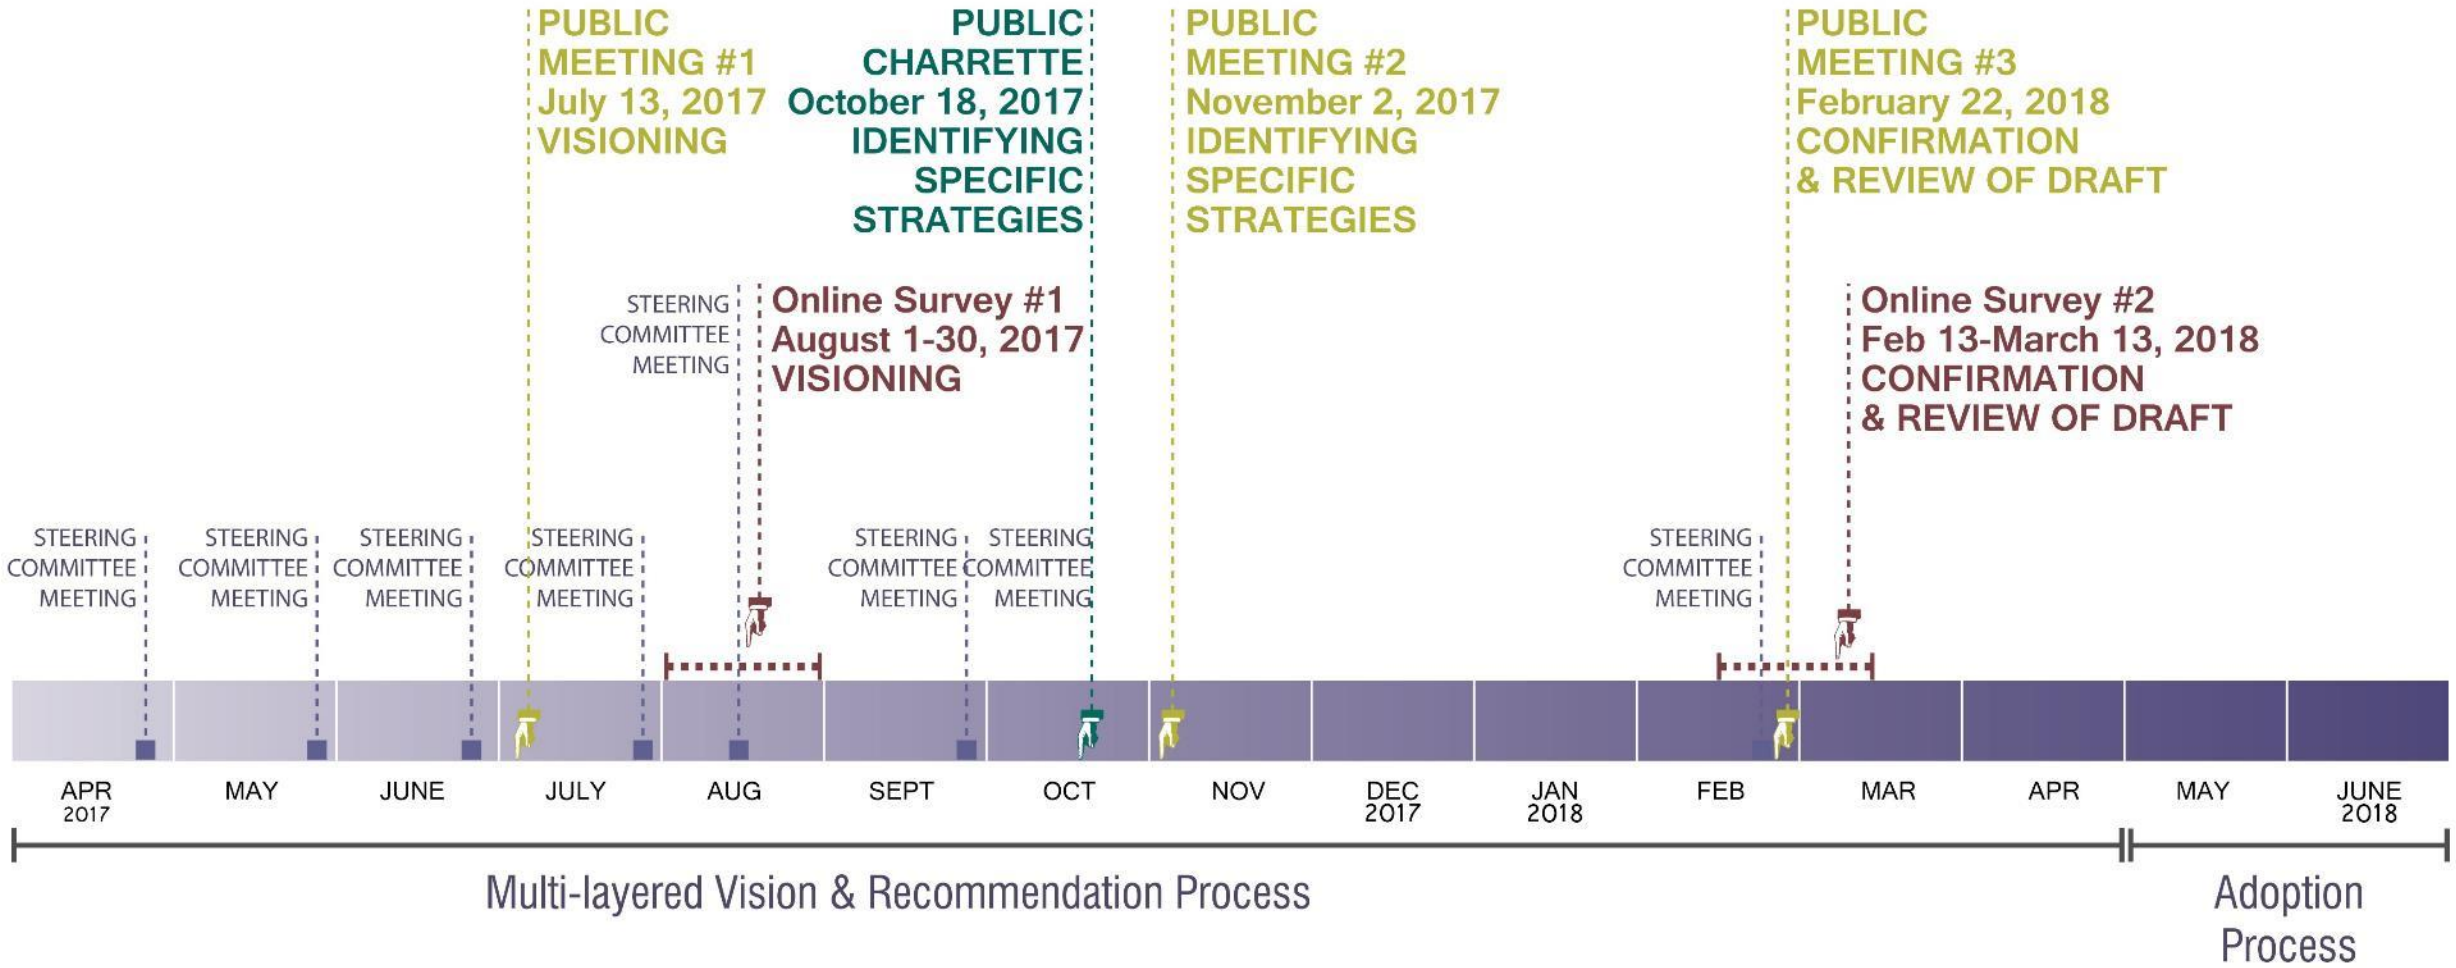 PUBLIC
MEETING #1
July 13, 2017
VISIONING
PUBLIC
CHARRETTE
October 18, 2017
IDENTIFYING
SPECIFIC
STRATEGIES
PUBLIC
MEETING #2
November 2, 2017
IDENTIFYING
SPECIFIC
STRATEGIES
PUBLIC
MEETING #3
February 22, 2018
CONFIRMATION
& REVIEW OF DRAFT
STEERING
COMMITTEE
MEETING
Online Survey #1
August 1-30, 2017
VISIONING
Online Survey #2
Feb 13-March 13, 2018
CONFIRMATION
& REVIEW OF DRAFT
STEERING
COMMITTEE
MEETING
STEERING
COMMITTEE
MEETING
STEERING
COMMITTEE
MEETING
STEERING
COMMITTEE
MEETING
STEERING
COMMITTEE
MEETING
STEERING
COMMITTEE
MEETING
STEERING
COMMITTEE
MEETING
APR
2017
MAY
JUNE
JULY
AUG
SEPT
OCT
NOV
DEC
2017
JAN
2018
FEB
MAR
APR
MAY
JUNE
2018
Multi-layered Vision & Recommendation Process
Adoption
Process